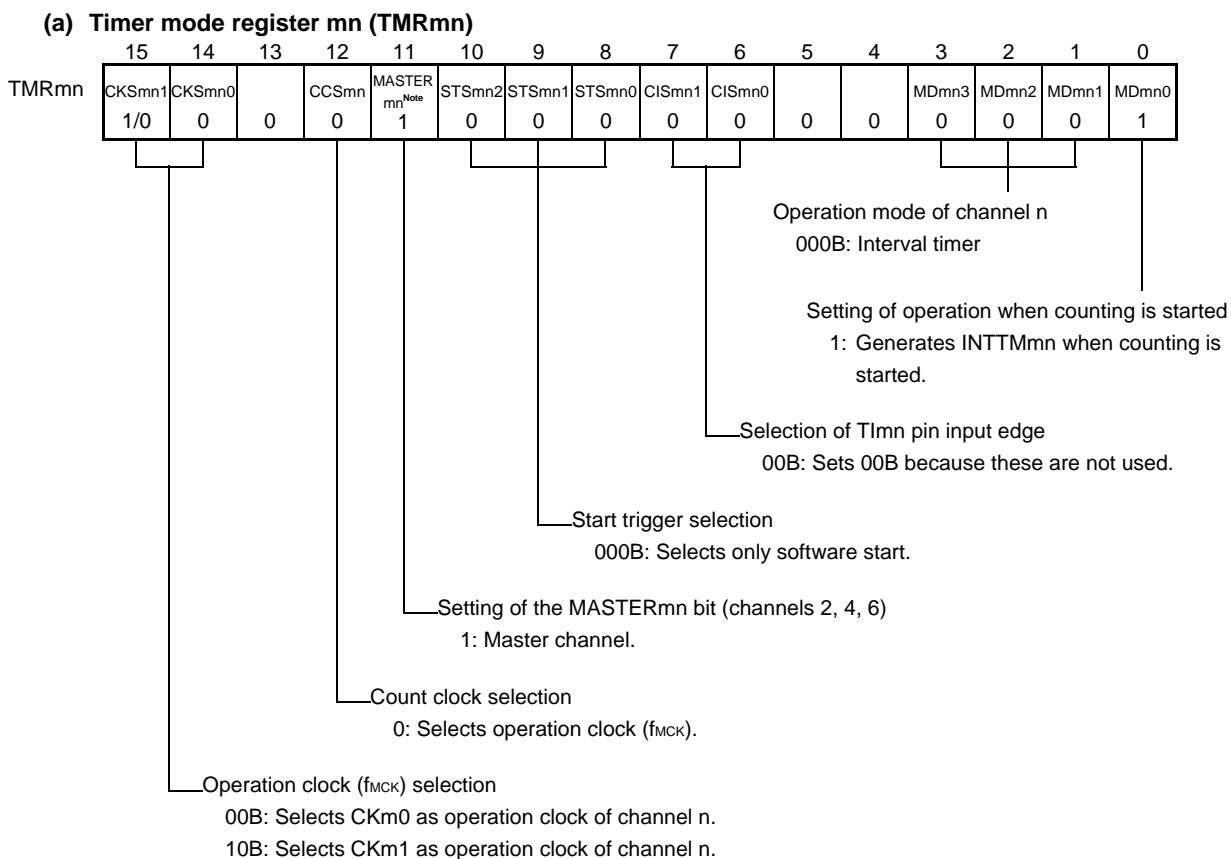 (a) Timer mode register mn (TMRmn)
15 14 13 12 11 10 9 8 7 6 5 4 3 2 1 0
TMRmn CKSmn1 CKSmn0 CCSmn MASTER mnNote STSmn2 STSmn1 STSmn0 CISmn1 CISmn0 MDmn3 MDmn2 MDmn1 MDmn0
1/0 0 0 0 1 0 0 0 0 0 0 0 0 0 0 1
Operation mode of channel n
000B: Interval timer
Setting of operation when counting is started
1: Generates INTTMmn when counting is
started.
Selection of TImn pin input edge
00B: Sets 00B because these are not used.
Start trigger selection
000B: Selects only software start.
Setting of the MASTERmn bit (channels 2, 4, 6)
1: Master channel.
Count clock selection
0: Selects operation clock (fMCK).
Operation clock (fMCK) selection
00B: Selects CKm0 as operation clock of channel n.
10B: Selects CKm1 as operation clock of channel n.